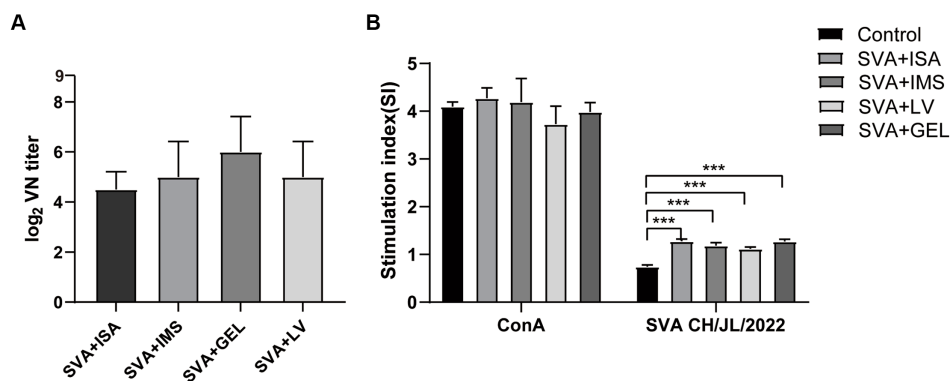 A
log2 VN titer
9
8
6
4
2
0
SVA+ISA
SVA+IMS
SVA+GEL
SVA+LV
B
Stimulation index(SI)
5
4
3
2
1
0
***
***
***
***
ConA
SVA CH/JL/2022
Control
SVA+ISA
SVA+IMS
SVA+LV
SVA+GEL